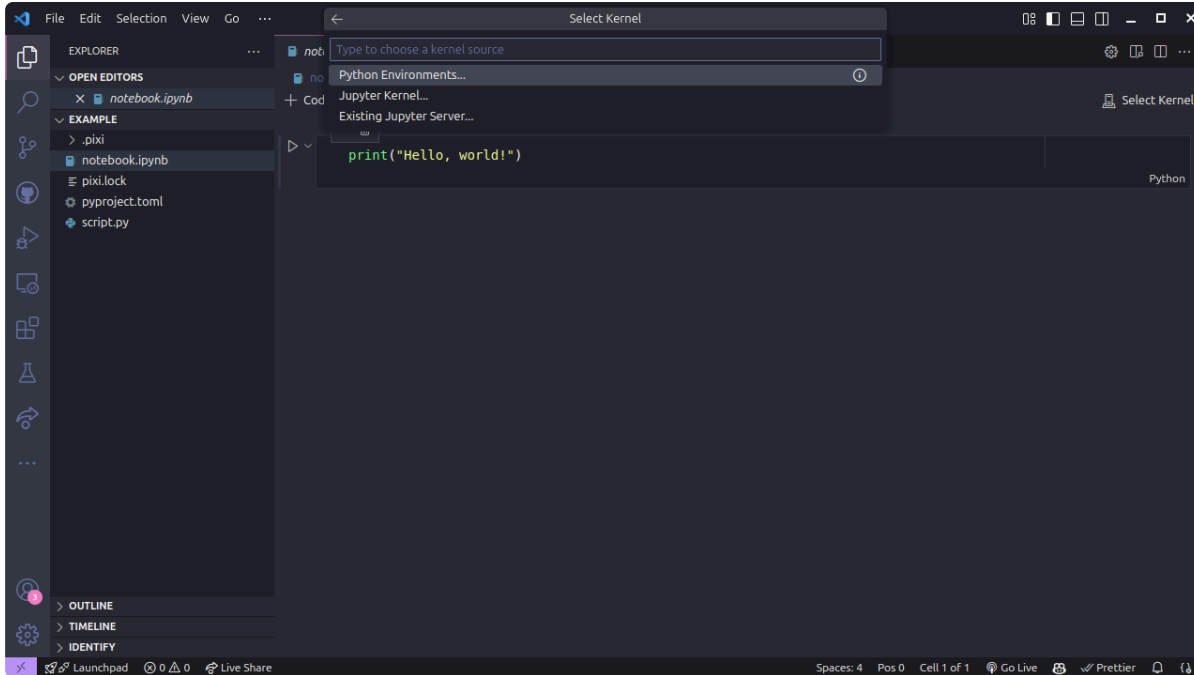 File Edit Selection View Go ···
Select Kernel
EXPLORER ···
OPEN EDITORS
notebook.ipynb
EXAMPLE
.pixi
notebook.ipynb
pixi.lock
pyproject.toml
script.py
OUTLINE
TIMELINE
IDENTIFY
Type to choose a kernel source
Python Environments...
Jupyter Kernel...
Existing Jupyter Server...
+ Cod
Select Kernel
print("Hello, world!")
Python
3
Launchpad 0 0 Live Share
Spaces: 4 Pos 0 Cell 1 of 1 Go Live Prettier